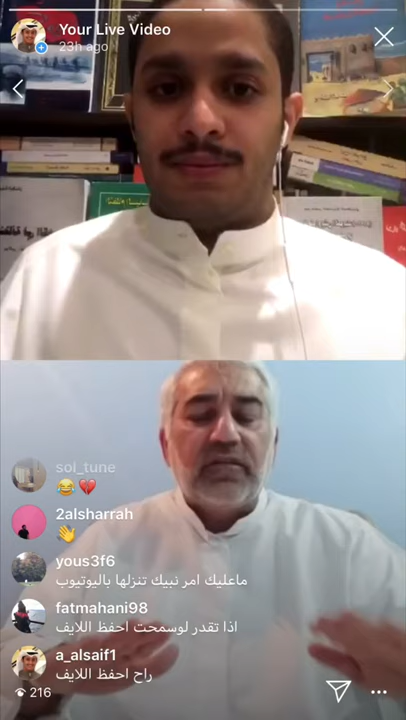 Your Live Video
23h ago
sol_tune
😂💔
2alsharrah
👋
yous3f6
ماعليك امر نبيك تنزلها باليوتيوب
fatmahani98
اذا تقدر لوسمحت احفظ اللايف
a_alsaif1
راح احفظ اللايف
216